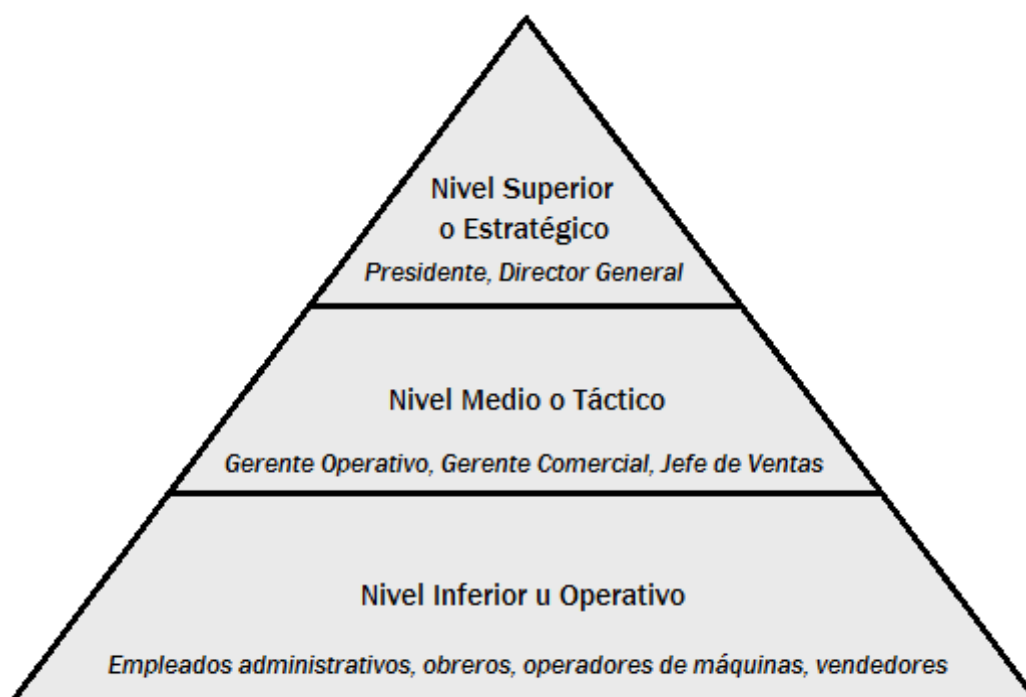 Nivel Superior
o Estratégico
Presidente, Director General
Nivel Medio o Táctico
Gerente Operativo, Gerente Comercial, Jefe de Ventas
Nivel Inferior u Operativo
Empleados administrativos, obreros, operadores de máquinas, vendedores